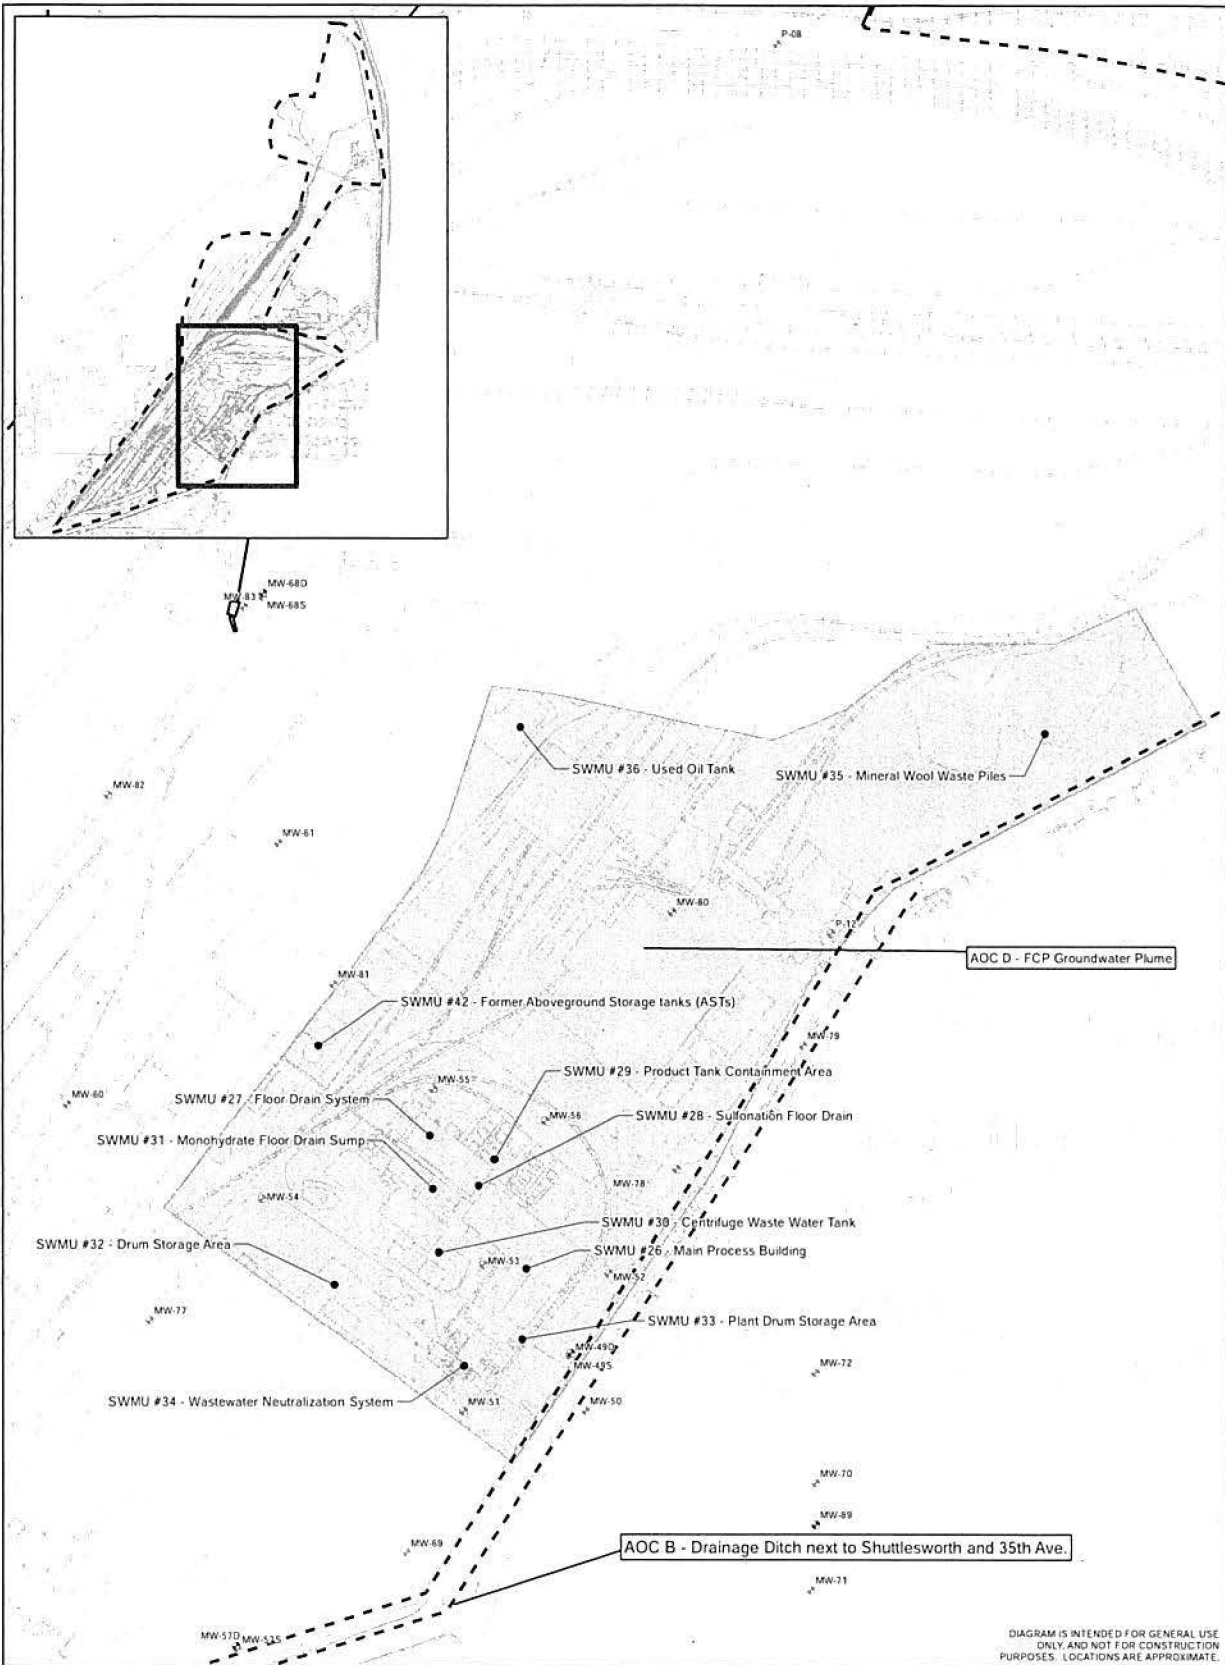 P-08
MW-68D
MW-83
MW-68S
SWMU #36 - Used Oil Tank
SWMU #35 - Mineral Wool Waste Piles
MW-82
MW-61
MW-80
P-12
AOC D - FCP Groundwater Plume
MW-81
SWMU #42 - Former Aboveground Storage tanks (ASTs)
MW-79
SWMU #29 - Product Tank Containment Area
MW-55
MW-60
SWMU #27 - Floor Drain System
MW-56
SWMU #28 - Sulfonation Floor Drain
SWMU #31 - Monohydrate Floor Drain Sump
MW-78
MW-54
SWMU #30 - Centrifuge Waste Water Tank
SWMU #32 - Drum Storage Area
SWMU #26 - Main Process Building
MW-53
MW-52
MW-77
SWMU #33 - Plant Drum Storage Area
MW-49D
MW-49S
MW-72
SWMU #34 - Wastewater Neutralization System
MW-51
MW-50
MW-70
MW-89
MW-69
AOC B - Drainage Ditch next to Shuttlesworth and 35th Ave.
MW-71
MW-57D
MW-57S
DIAGRAM IS INTENDED FOR GENERAL USE
ONLY, AND NOT FOR CONSTRUCTION
PURPOSES. LOCATIONS ARE APPROXIMATE.